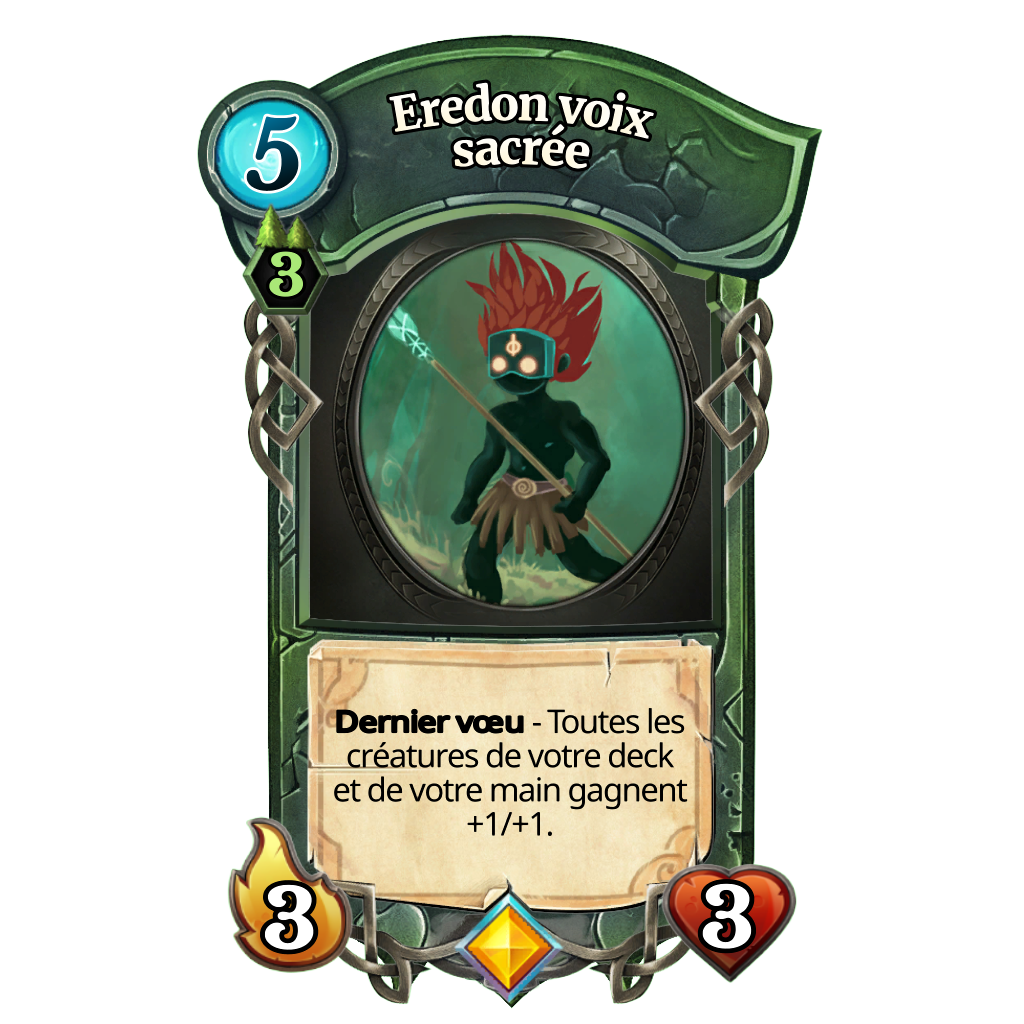 Eredon voix
sacrée
5
3
Dernier vœu - Toutes les
créatures de votre deck
et de votre main gagnent
+1/+1.
3
3